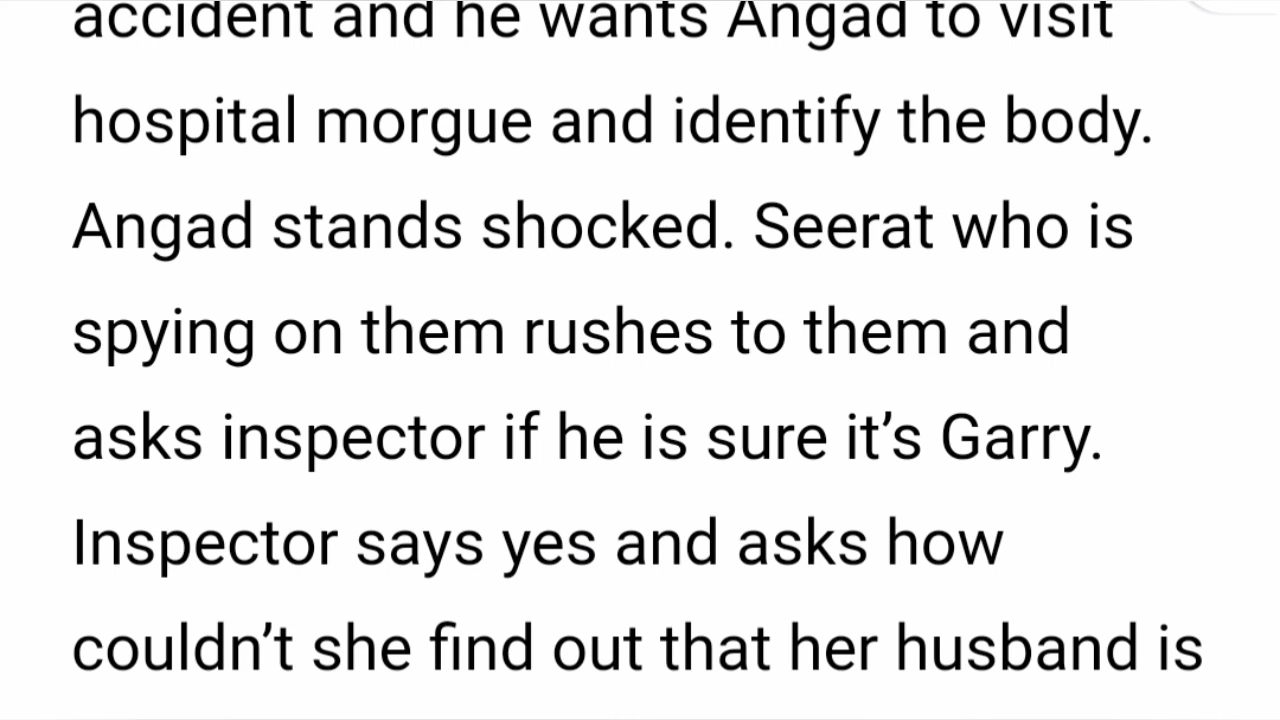 accident and he wants Angad to visit
hospital morgue and identify the body.
Angad stands shocked. Seerat who is
spying on them rushes to them and
asks inspector if he is sure it’s Garry.
Inspector says yes and asks how
couldn’t she find out that her husband is